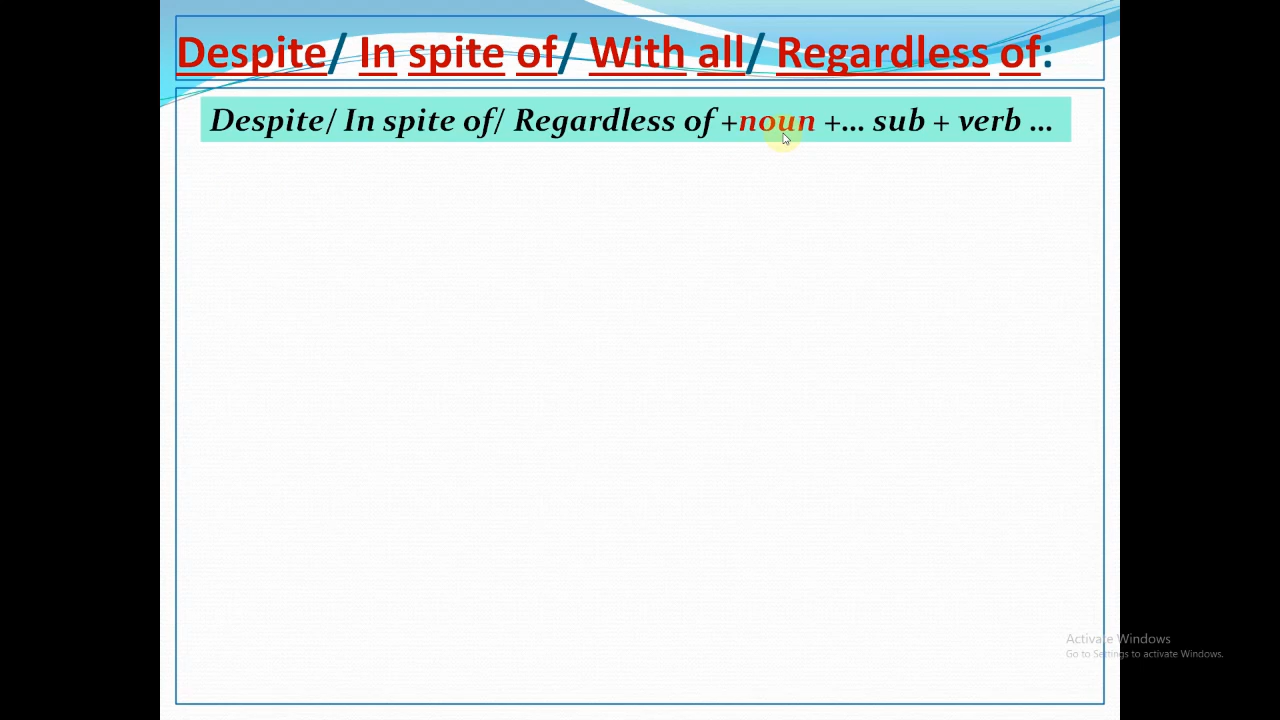 Despite/ In spite of/ With all/ Regardless of:
Despite/ In spite of/ Regardless of +noun +... sub + verb ...
Activate Windows
Go to Settings to activate Windows.